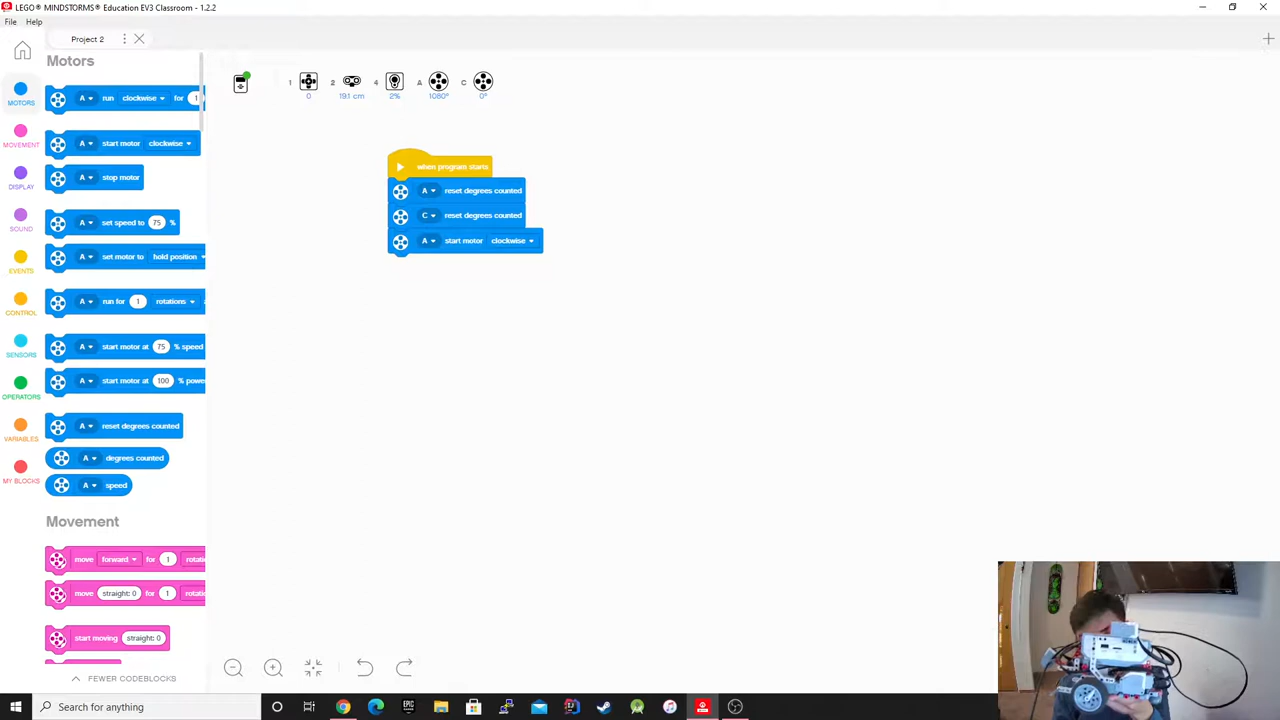 LEGO® MINDSTORMS® Education EV3 Classroom - 1.2.2
File Help
Project 2
Motors
MOTORS
MOVEMENT
DISPLAY
SOUND
EVENTS
CONTROL
SENSORS
OPERATORS
VARIABLES
MY BLOCKS
A run clockwise for 1
A start motor clockwise
A stop motor
A set speed to 75 %
A set motor to hold position
A run for 1 rotations
A start motor at 75 % speed
A start motor at 100 % powe
A reset degrees counted
A degrees counted
A speed
Movement
move forward for 1 rotati
move straight: 0 for 1 rotati
start moving straight: 0
FEWER CODEBLOCKS
1 2 4 A C
0 19.1 cm 2% 1080° 0°
when program starts
A reset degrees counted
C reset degrees counted
A start motor clockwise
Search for anything
EPIC